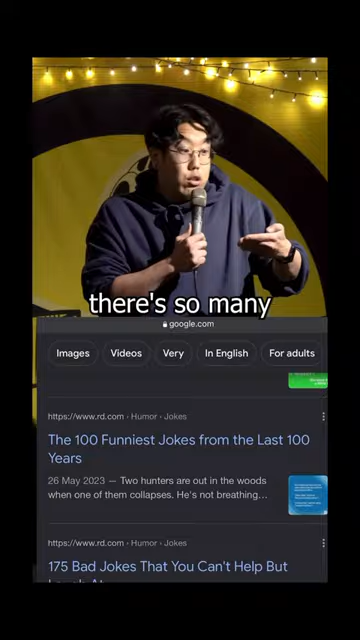 there's so many
google.com
Images Videos Very In English For adults
https://www.rd.com › Humor › Jokes
The 100 Funniest Jokes from the Last 100
Years
26 May 2023 — Two hunters are out in the woods
when one of them collapses. He's not breathing...
https://www.rd.com › Humor › Jokes
175 Bad Jokes That You Can't Help But